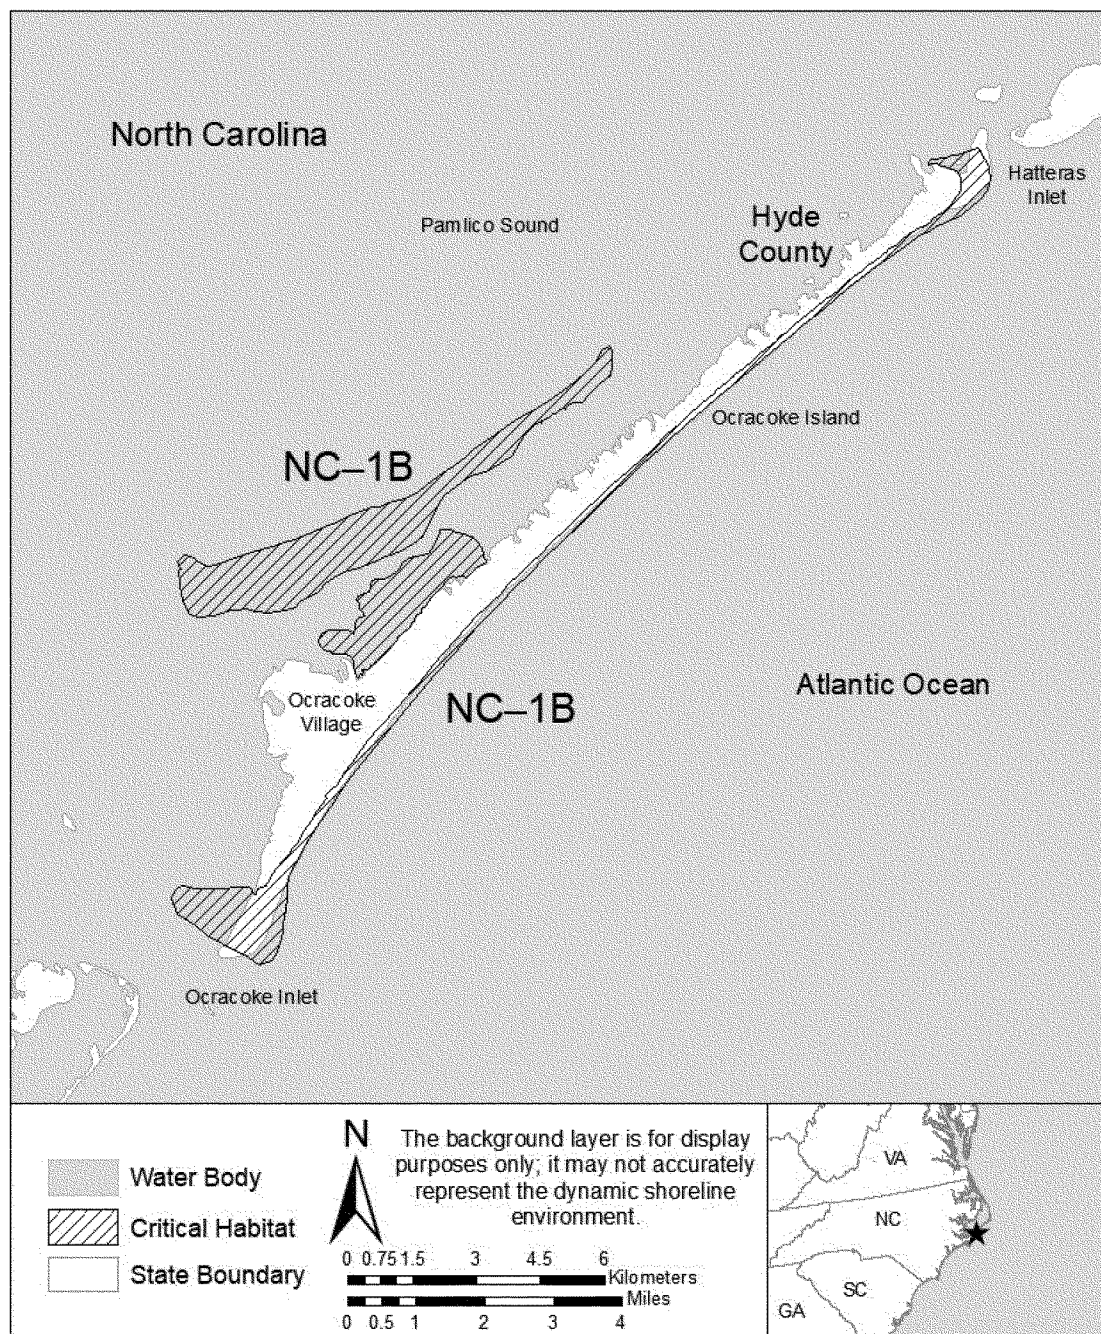 North Carolina
Hatteras
Inlet
Pamlico Sound
Hyde
County
Ocracoke Island
NC–1B
Atlantic Ocean
Ocracoke
Village
NC–1B
Ocracoke Inlet
Water Body
Critical Habitat
State Boundary
N
The background layer is for display
purposes only; it may not accurately
represent the dynamic shoreline
environment.
0 0.75 1.5 3 4.5 6
Kilometers
Miles
0 0.5 1 2 3 4
VA
NC
SC
GA